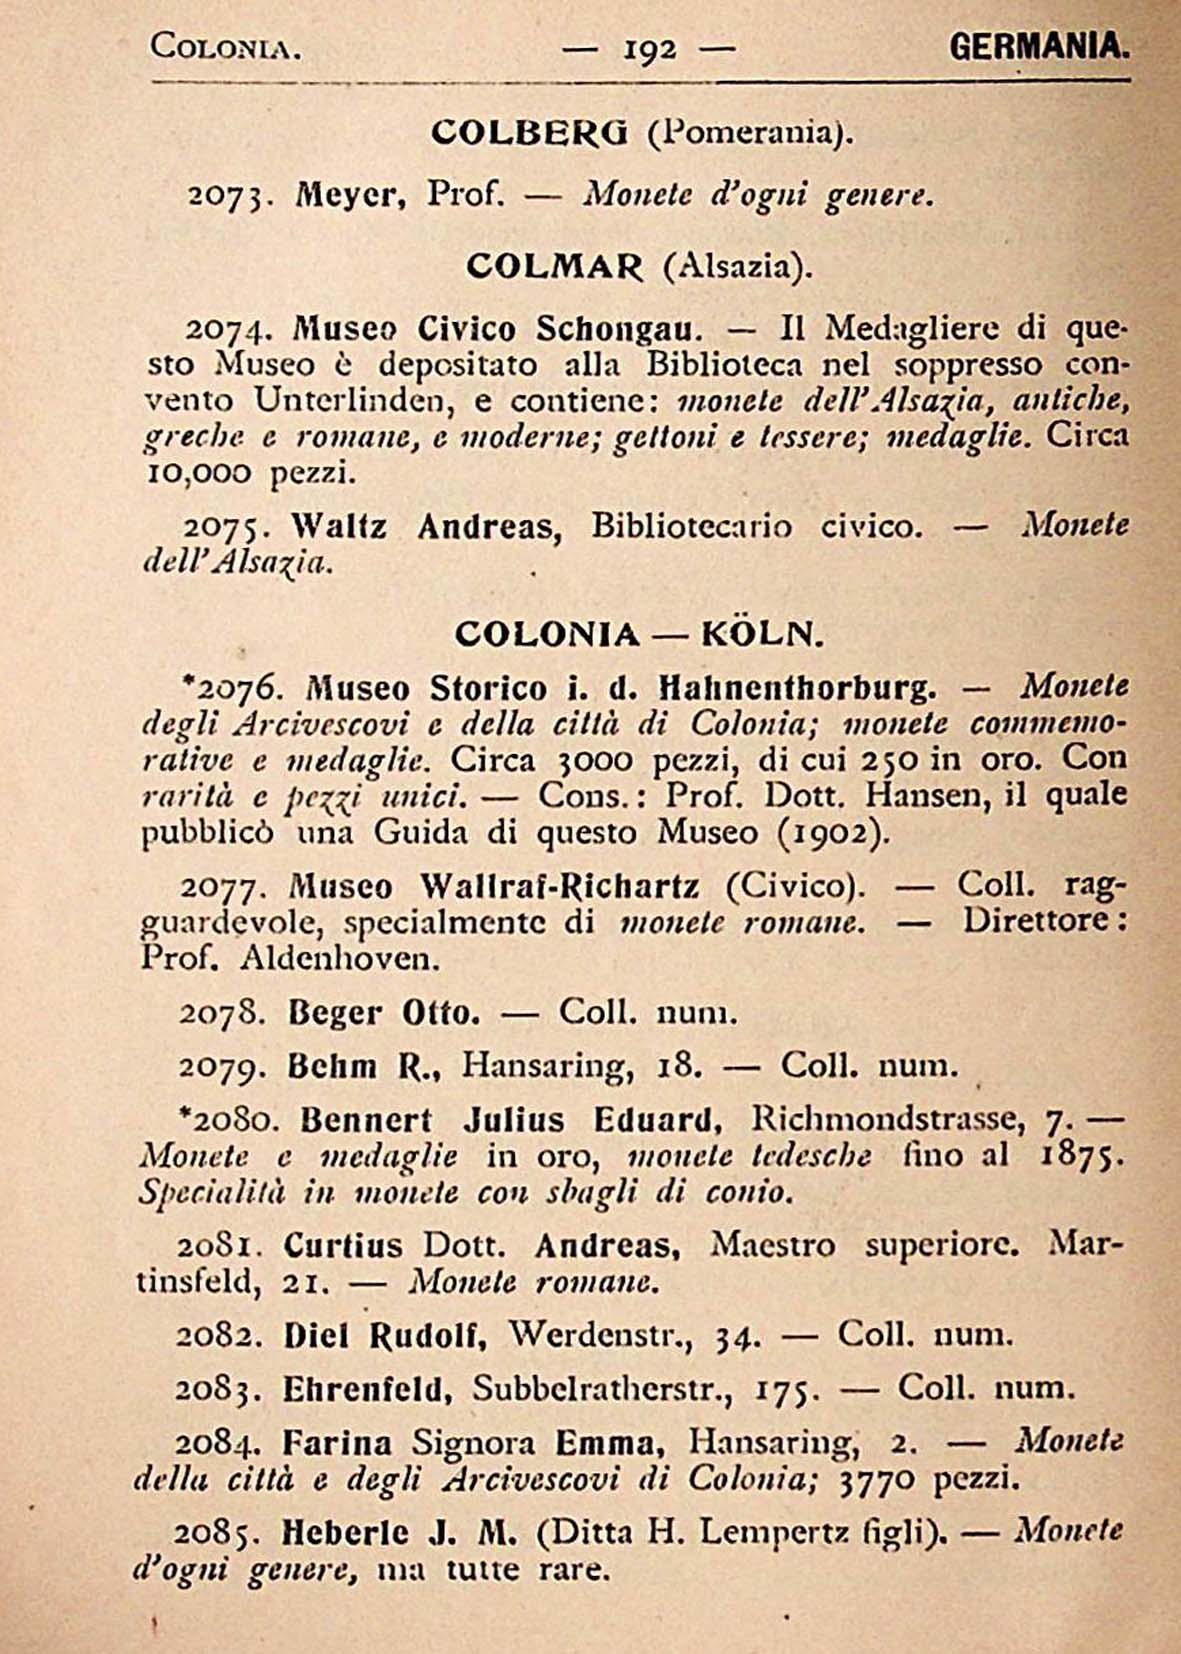 COLONIA. — 192 — GERMANIA.
COLBERG (Pomerania).
2073. Meyer, Prof. — Monete d'ogni genere.
COLMAR (Alsazia).
2074. Museo Civico Schongau. — Il Medagliere di que-
sto Museo è depositato alla Biblioteca nel soppresso con-
vento Unterlinden, e contiene: monete dell'Alsazia, antiche,
greche e romane, e moderne; gettoni e tessere; medaglie. Circa
10,000 pezzi.
2075. Waltz Andreas, Bibliotecario civico. — Monete
dell'Alsazia.
COLONIA — KÖLN.
*2076. Museo Storico i. d. Hahnenthorburg. — Monete
degli Arcivescovi e della città di Colonia; monete commemo-
rative e medaglie. Circa 3000 pezzi, di cui 250 in oro. Con
rarità e pezzi unici. — Cons.: Prof. Dott. Hansen, il quale
pubblicò una Guida di questo Museo (1902).
2077. Museo Wallraf-Richartz (Civico). — Coll. rag-
guardevole, specialmente di monete romane. — Direttore:
Prof. Aldenhoven.
2078. Beger Otto. — Coll. num.
2079. Behm R., Hansaring, 18. — Coll. num.
*2080. Bennert Julius Eduard, Richmondstrasse, 7. —
Monete e medaglie in oro, monete tedesche fino al 1875.
Specialità in monete con sbagli di conio.
2081. Curtius Dott. Andreas, Maestro superiore. Mar-
tinsfeld, 21. — Monete romane.
2082. Diel Rudolf, Werdenstr., 34. — Coll. num.
2083. Ehrenfeld, Subbelratherstr., 175. — Coll. num.
2084. Farina Signora Emma, Hansaring, 2. — Monete
della città e degli Arcivescovi di Colonia; 3770 pezzi.
2085. Heberle J. M. (Ditta H. Lempertz figli). — Monete
d'ogni genere, ma tutte rare.